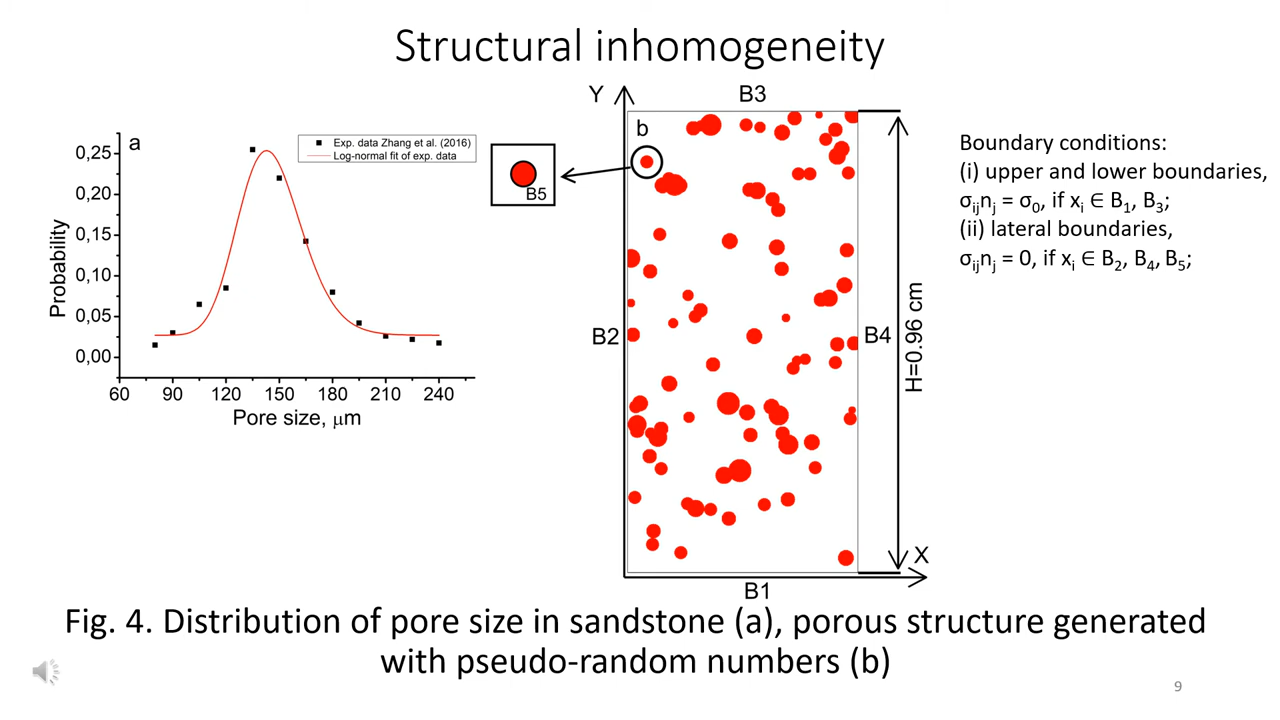 Structural inhomogeneity
a
Exp. data Zhang et al. (2016)
Log-normal fit of exp. data
0,25
0,20
0,15
0,10
0,05
0,00
Probability
60 90 120 150 180 210 240
Pore size, μm
B5
Y
B3
b
B2
B4
H=0.96 cm
X
B1
Boundary conditions:
(i) upper and lower boundaries,
σijnj = σ0, if xi ∈ B1, B3;
(ii) lateral boundaries,
σijnj = 0, if xi ∈ B2, B4, B5;
Fig. 4. Distribution of pore size in sandstone (a), porous structure generated
with pseudo-random numbers (b)
9